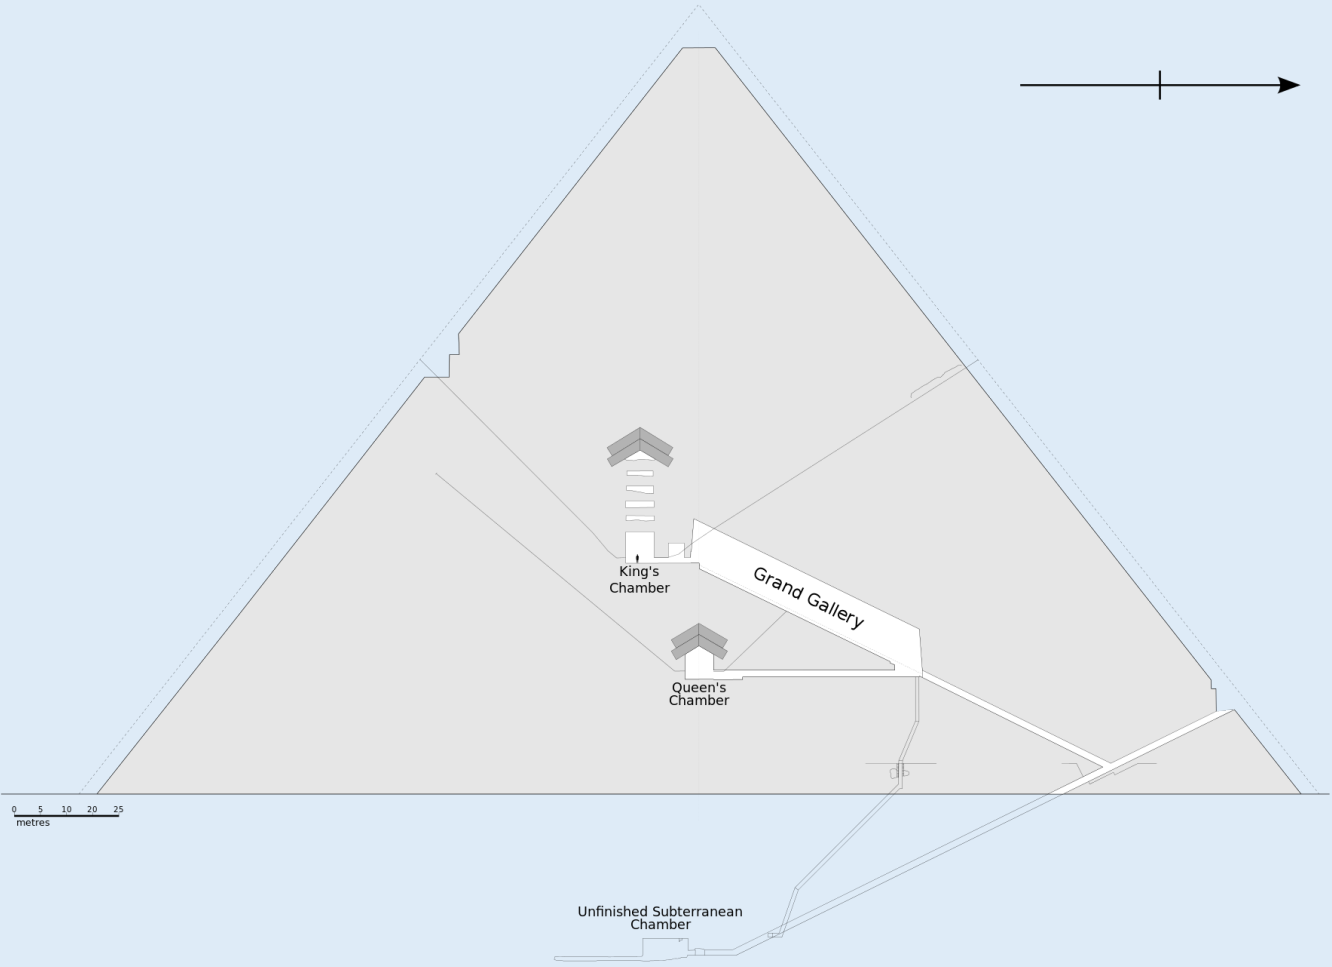 King's
Chamber
Grand Gallery
Queen's
Chamber
0 5 10 20 25
metres
Unfinished Subterranean
Chamber